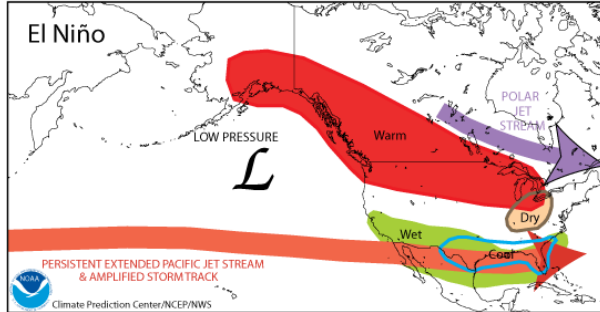 El Niño
POLAR
JET
STREAM
Warm
LOW PRESSURE
L
Dry
Wet
Cool
PERSISTENT EXTENDED PACIFIC JET STREAM
& AMPLIFIED STORM TRACK
NOAA
Climate Prediction Center/NCEP/NWS